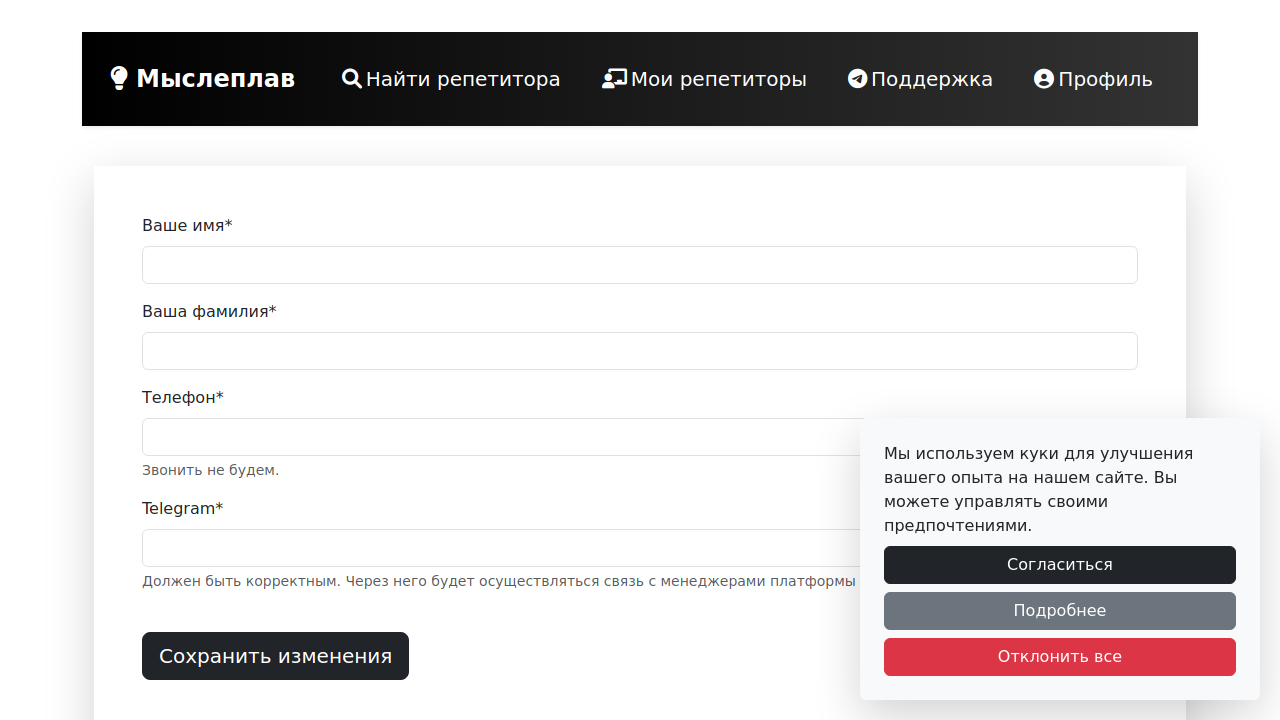 Мыслеплав Найти репетитора Мои репетиторы Поддержка Профиль
Ваше имя*
Ваша фамилия*
Телефон*
Звонить не будем.
Telegram*
Должен быть корректным. Через него будет осуществляться связь с менеджерами платформы
Сохранить изменения
Мы используем куки для улучшения
вашего опыта на нашем сайте. Вы
можете управлять своими
предпочтениями.
Согласиться
Подробнее
Отклонить все